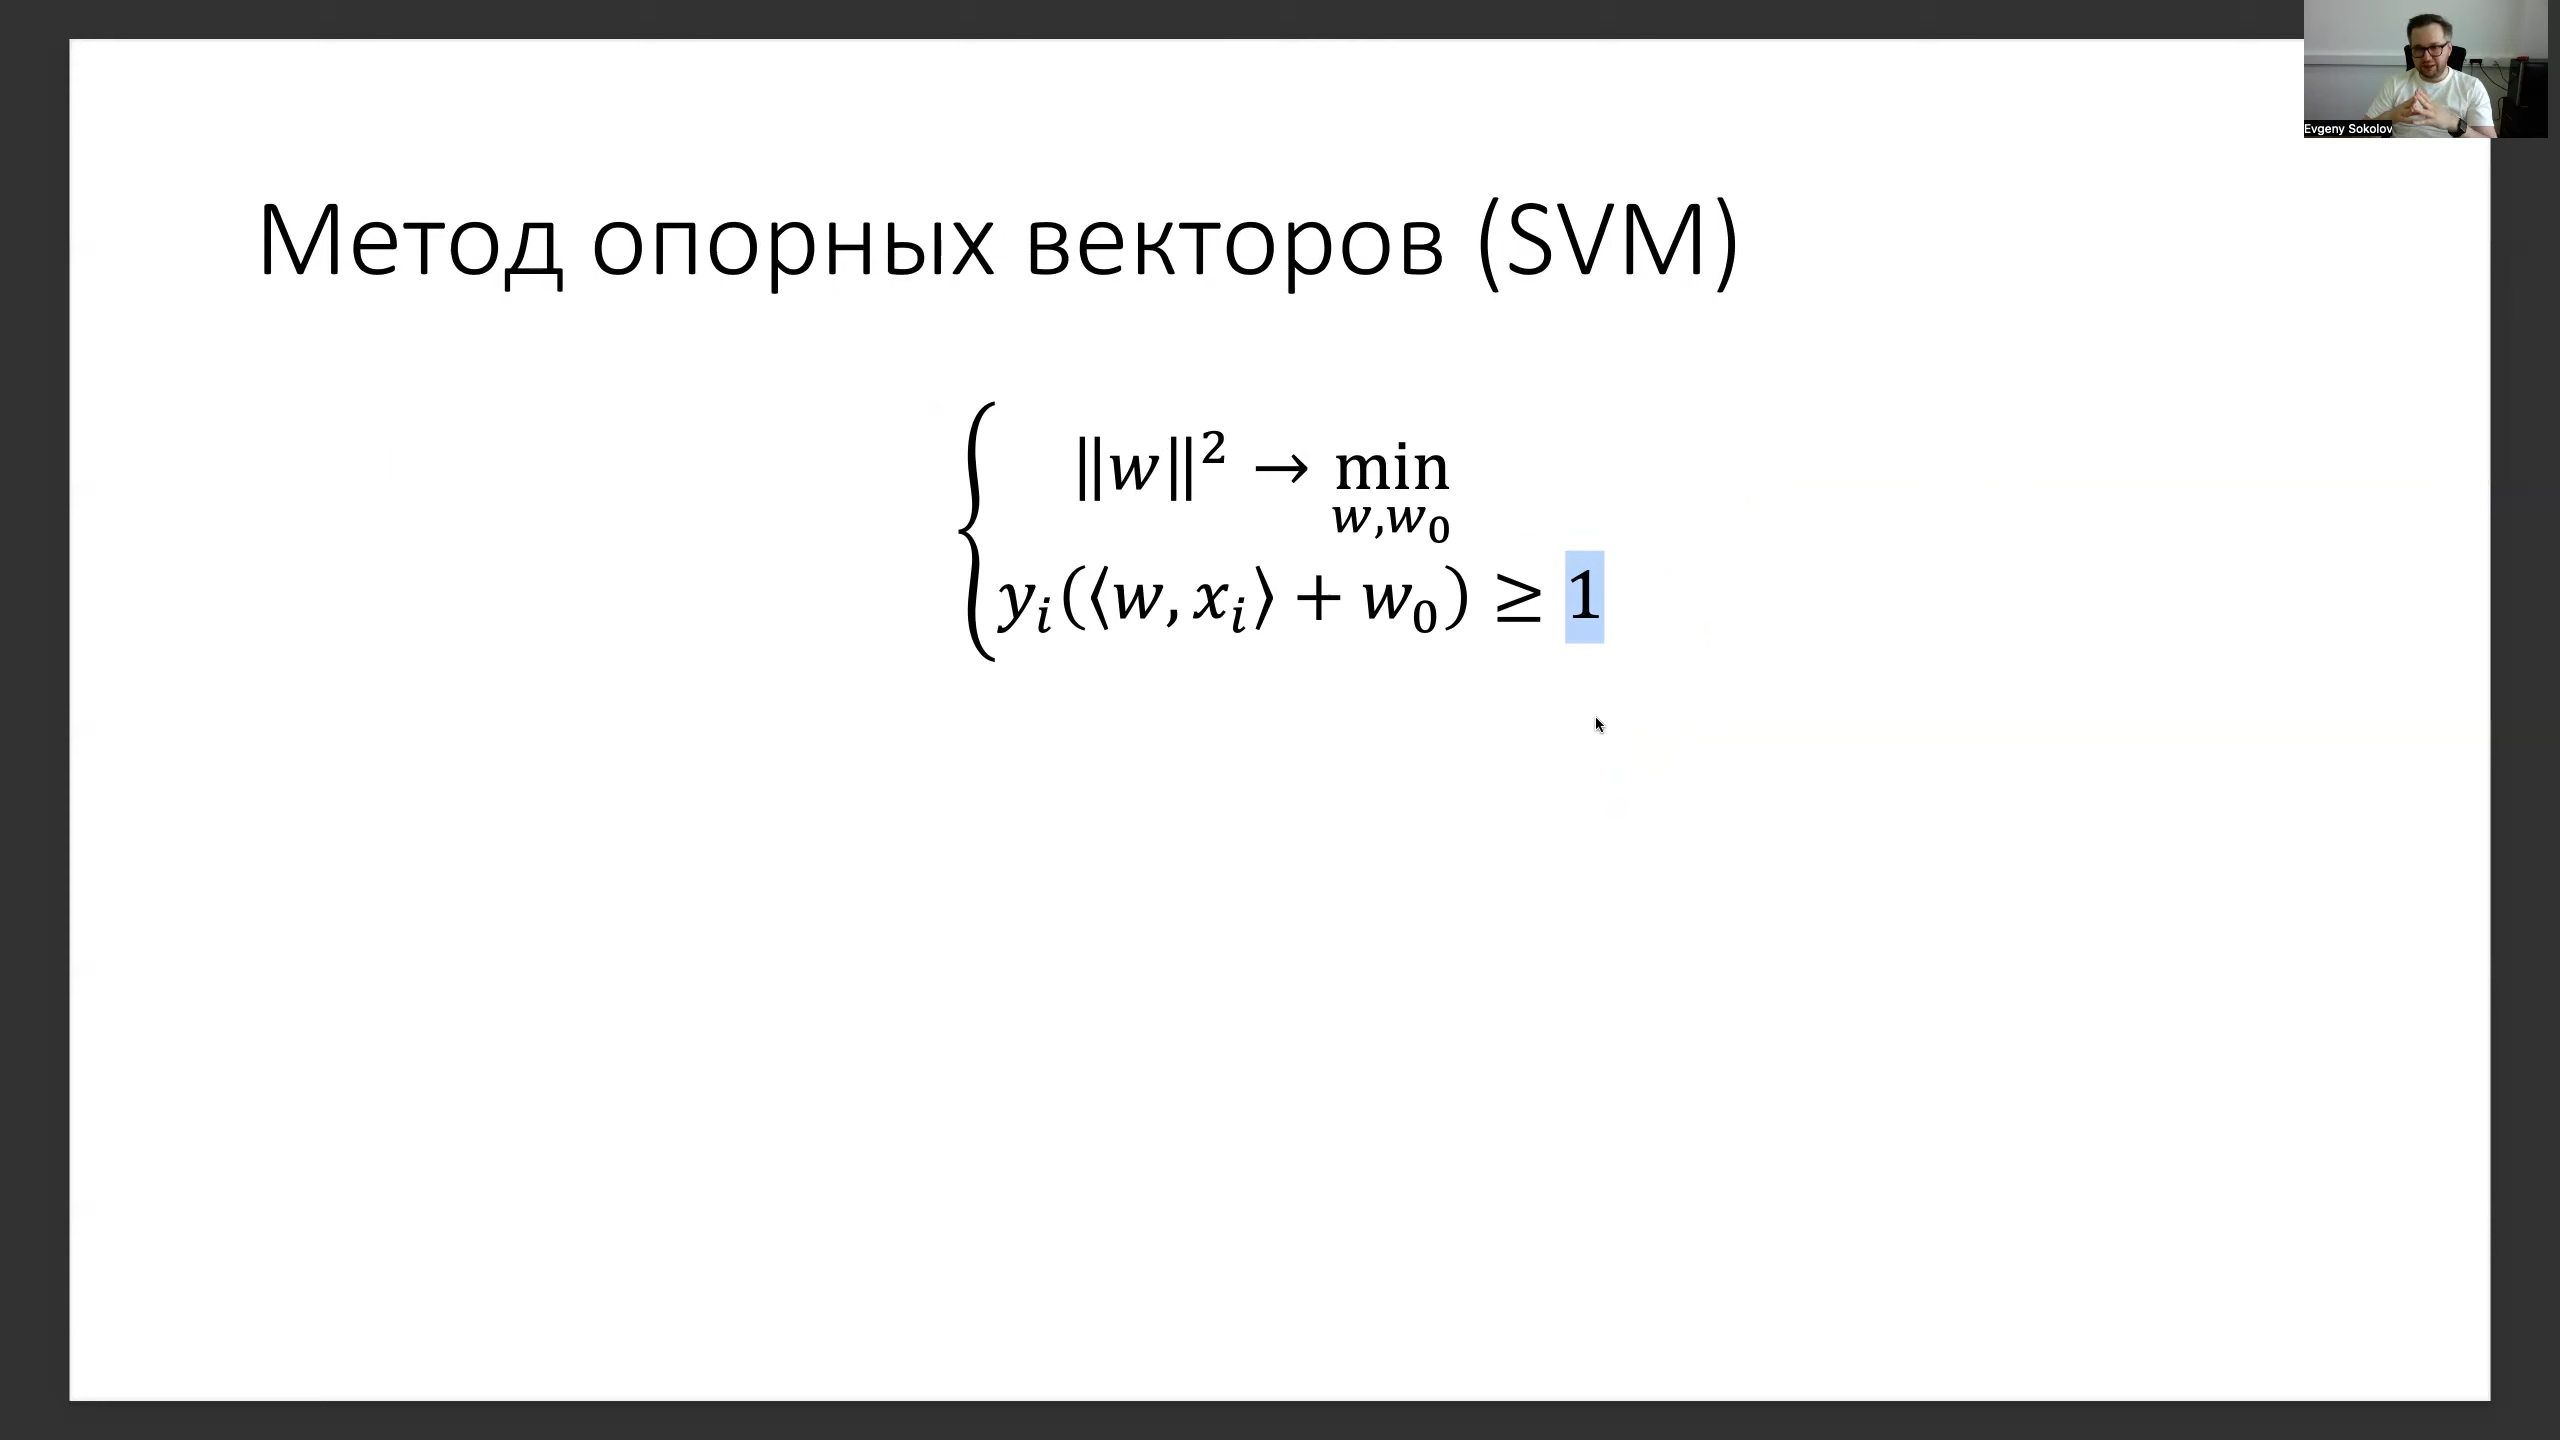 Evgeny Sokolov
Метод опорных векторов (SVM)
‖w‖² → min
w,w₀
yᵢ(⟨w, xᵢ⟩ + w₀) ≥ 1